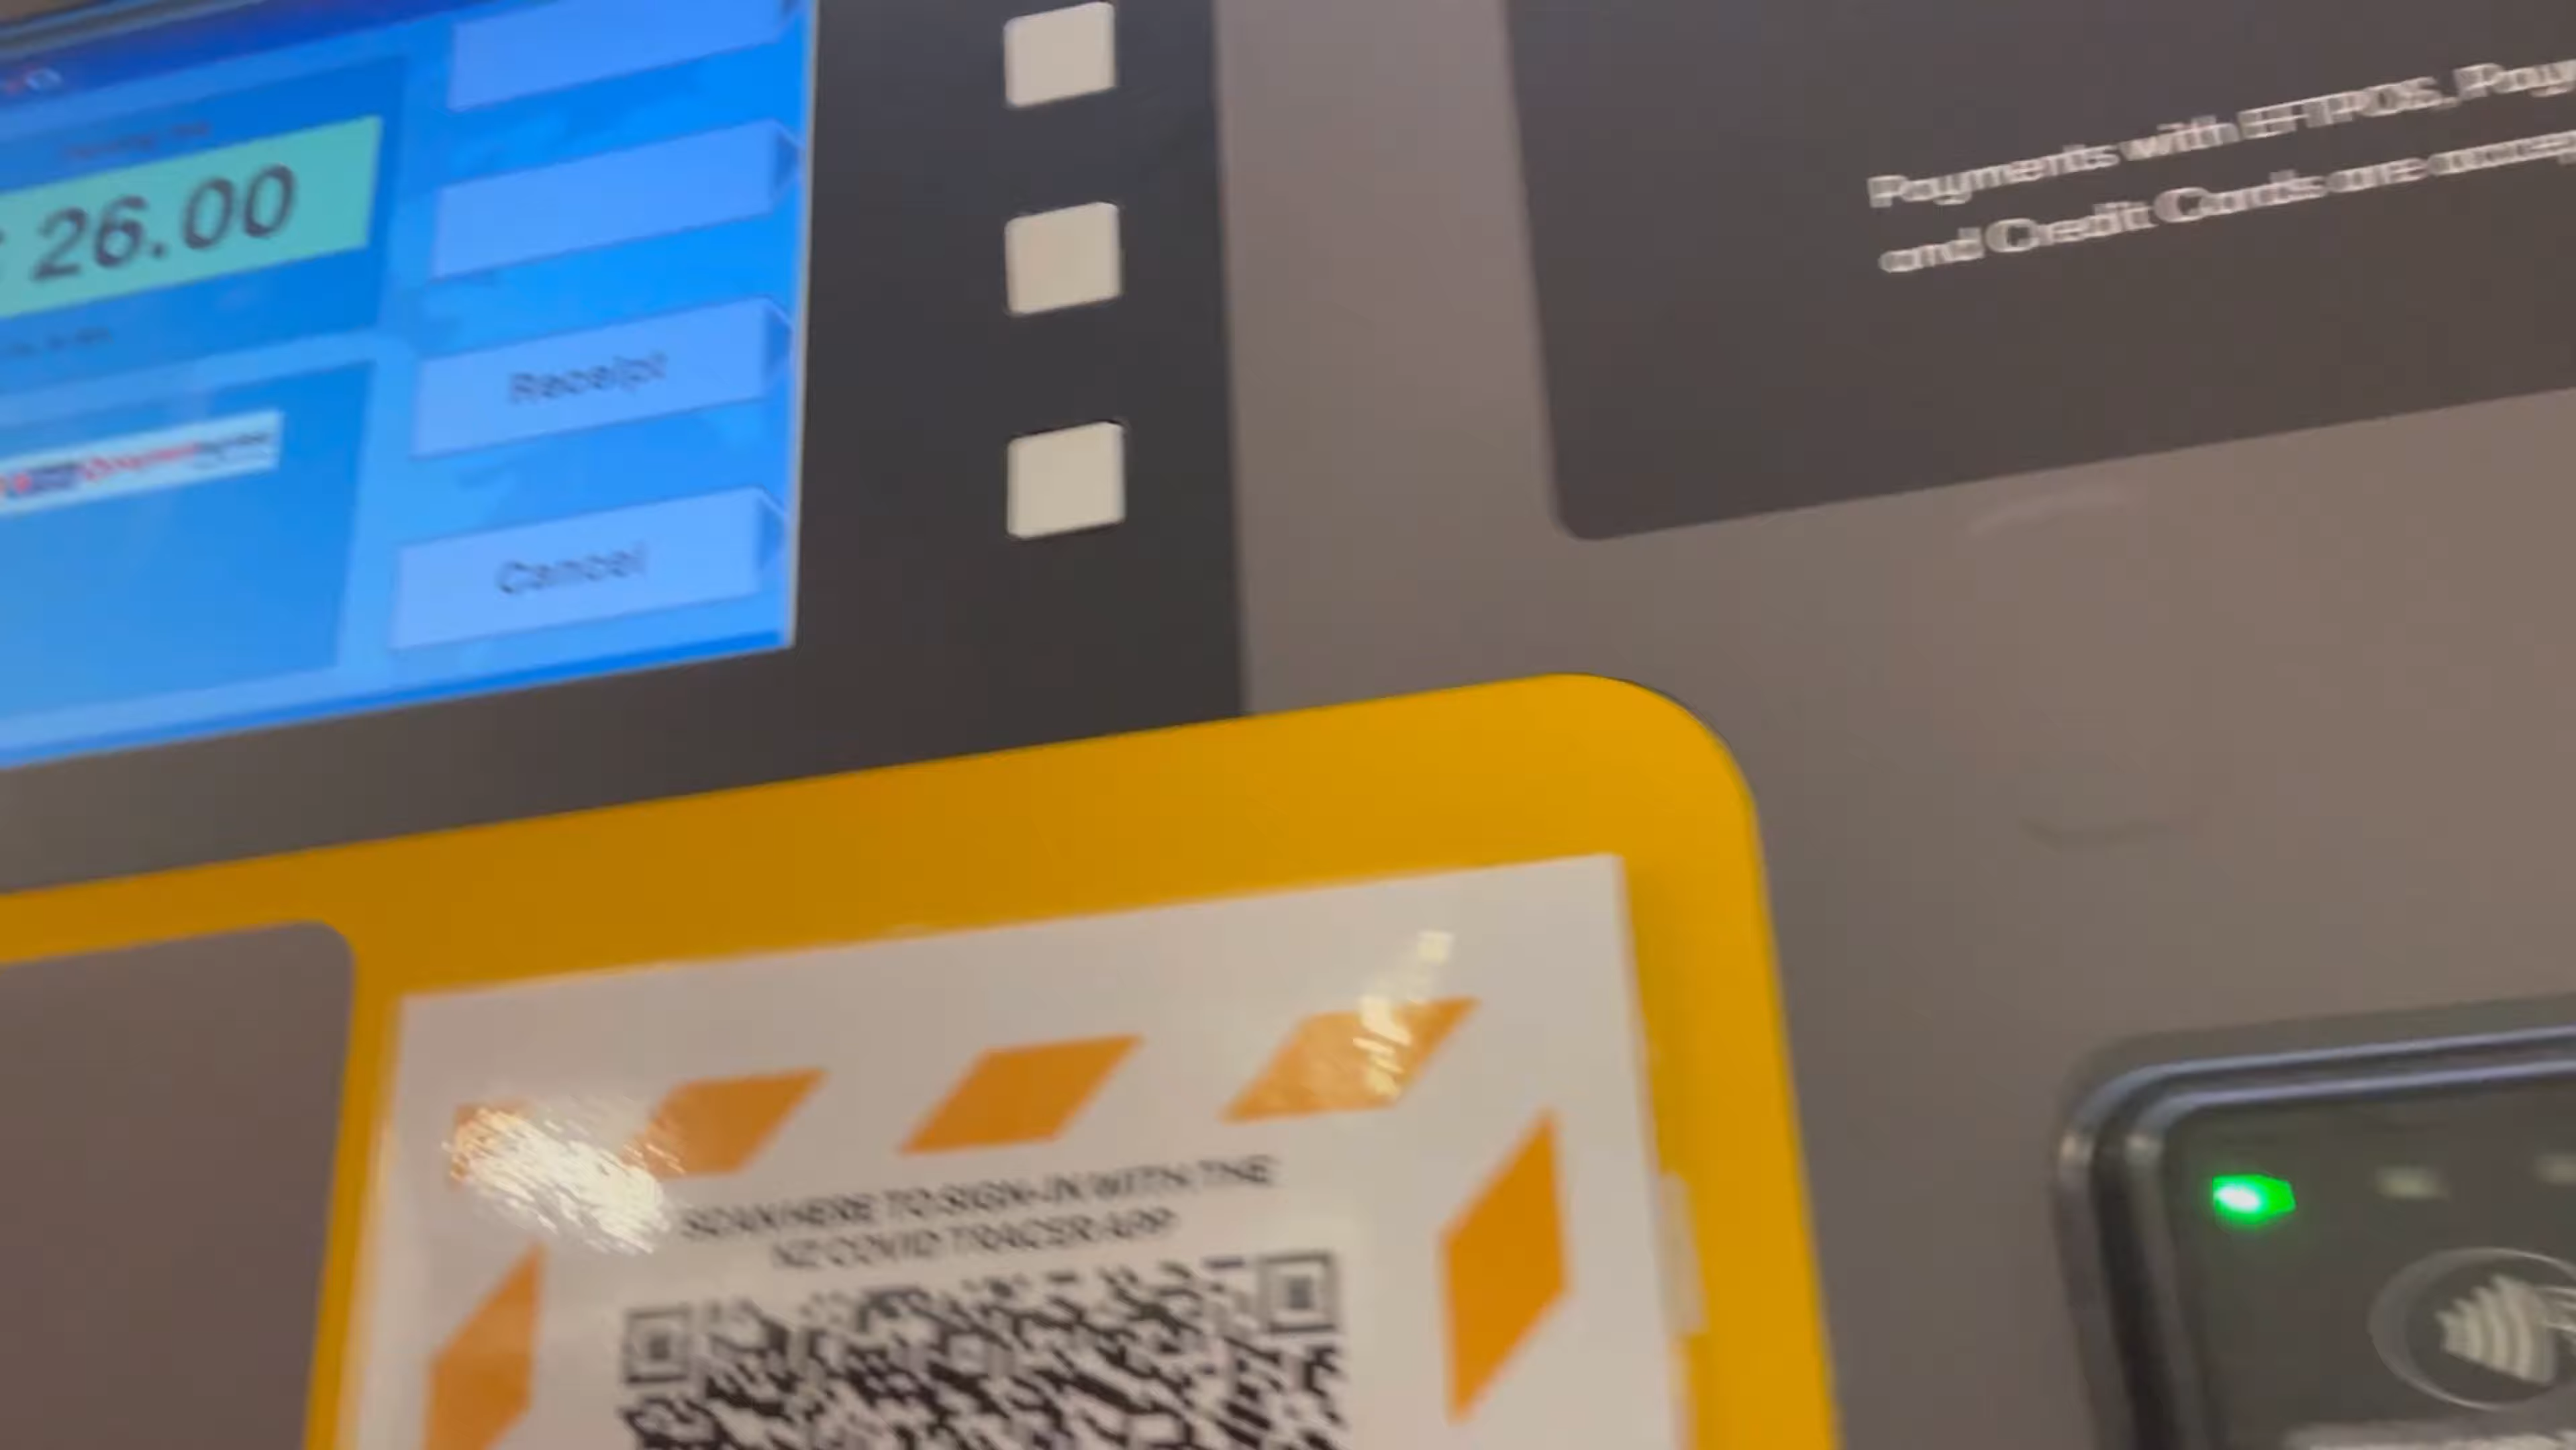 26.00
Receipt
Cancel
Payments with EFTPOS, Pay
and Credit Cards are accep
SCAN HERE TO SIGN-IN WITH THE
NZ COVID TRACER APP